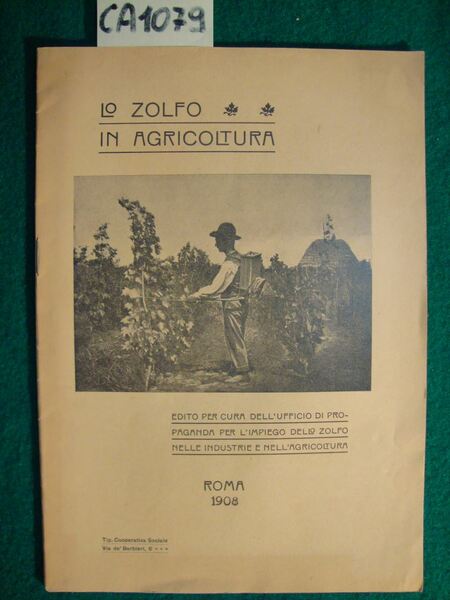 CA1079
LO ZOLFO
IN AGRICOLTURA
EDITO PER CURA DELL'UFFICIO DI PRO-
PAGANDA PER L'IMPIEGO DELLO ZOLFO
NELLE INDUSTRIE E NELL'AGRICOLTURA
ROMA
1908
Tip. Cooperativa Sociale
Via de' Barbieri, 6